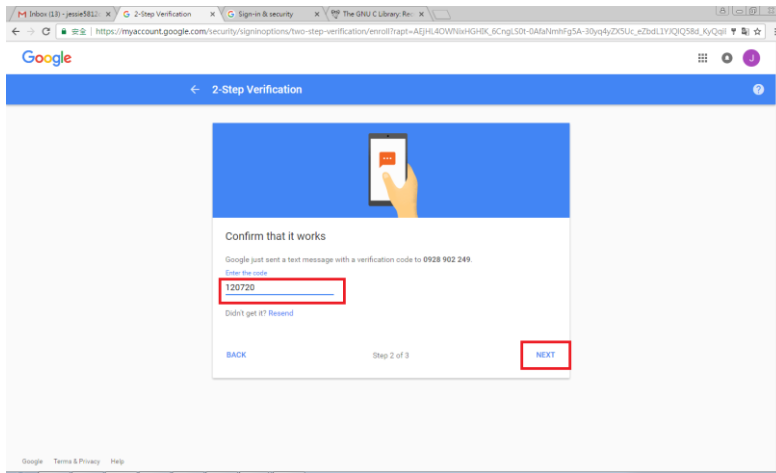 Inbox (13) - jessie5812
G 2-Step Verification
G Sign-in & security
The GNU C Library: Re
安全 | https://myaccount.google.com/security/signinoptions/two-step-verification/enroll?rapt=
Google
J
2-Step Verification
Confirm that it works
Google just sent a text message with a verification code to 0928 902 249.
Enter the code
120720
Didn't get it? Resend
BACK
Step 2 of 3
NEXT
Google Terms & Privacy Help